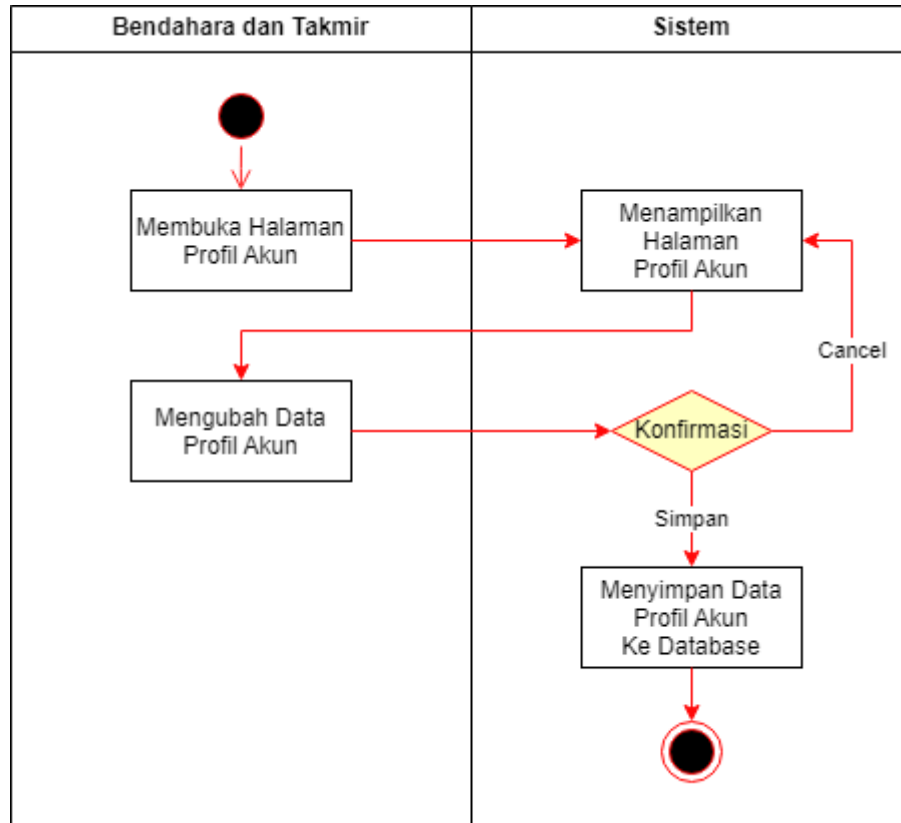 Bendahara dan Takmir
Sistem
Membuka Halaman
Profil Akun
Menampilkan
Halaman
Profil Akun
Cancel
Mengubah Data
Profil Akun
Konfirmasi
Simpan
Menyimpan Data
Profil Akun
Ke Database